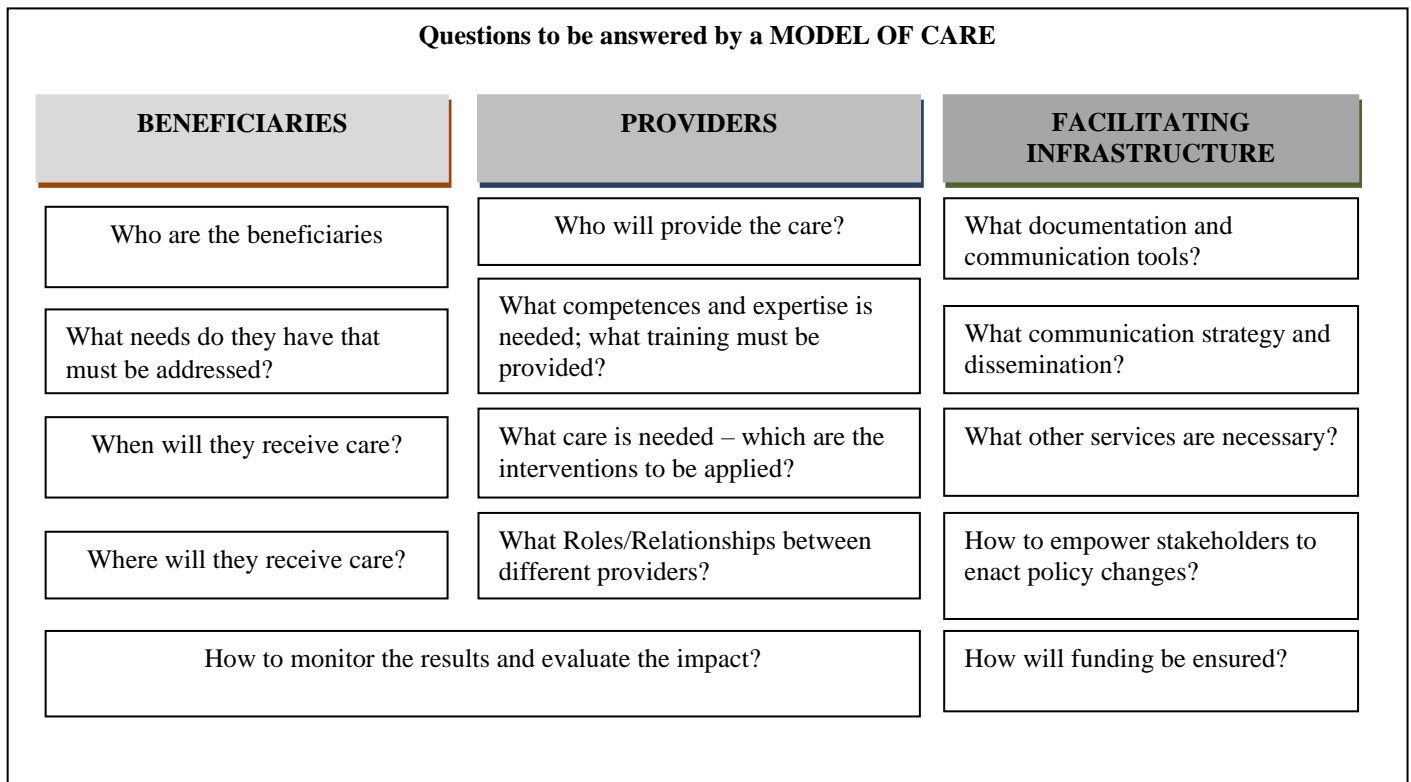 Questions to be answered by a MODEL OF CARE
BENEFICIARIES
Who are the beneficiaries
What needs do they have that
must be addressed?
When will they receive care?
Where will they receive care?
PROVIDERS
Who will provide the care?
What competences and expertise is
needed; what training must be
provided?
What care is needed – which are the
interventions to be applied?
What Roles/Relationships between
different providers?
How to monitor the results and evaluate the impact?
FACILITATING
INFRASTRUCTURE
What documentation and
communication tools?
What communication strategy and
dissemination?
What other services are necessary?
How to empower stakeholders to
enact policy changes?
How will funding be ensured?